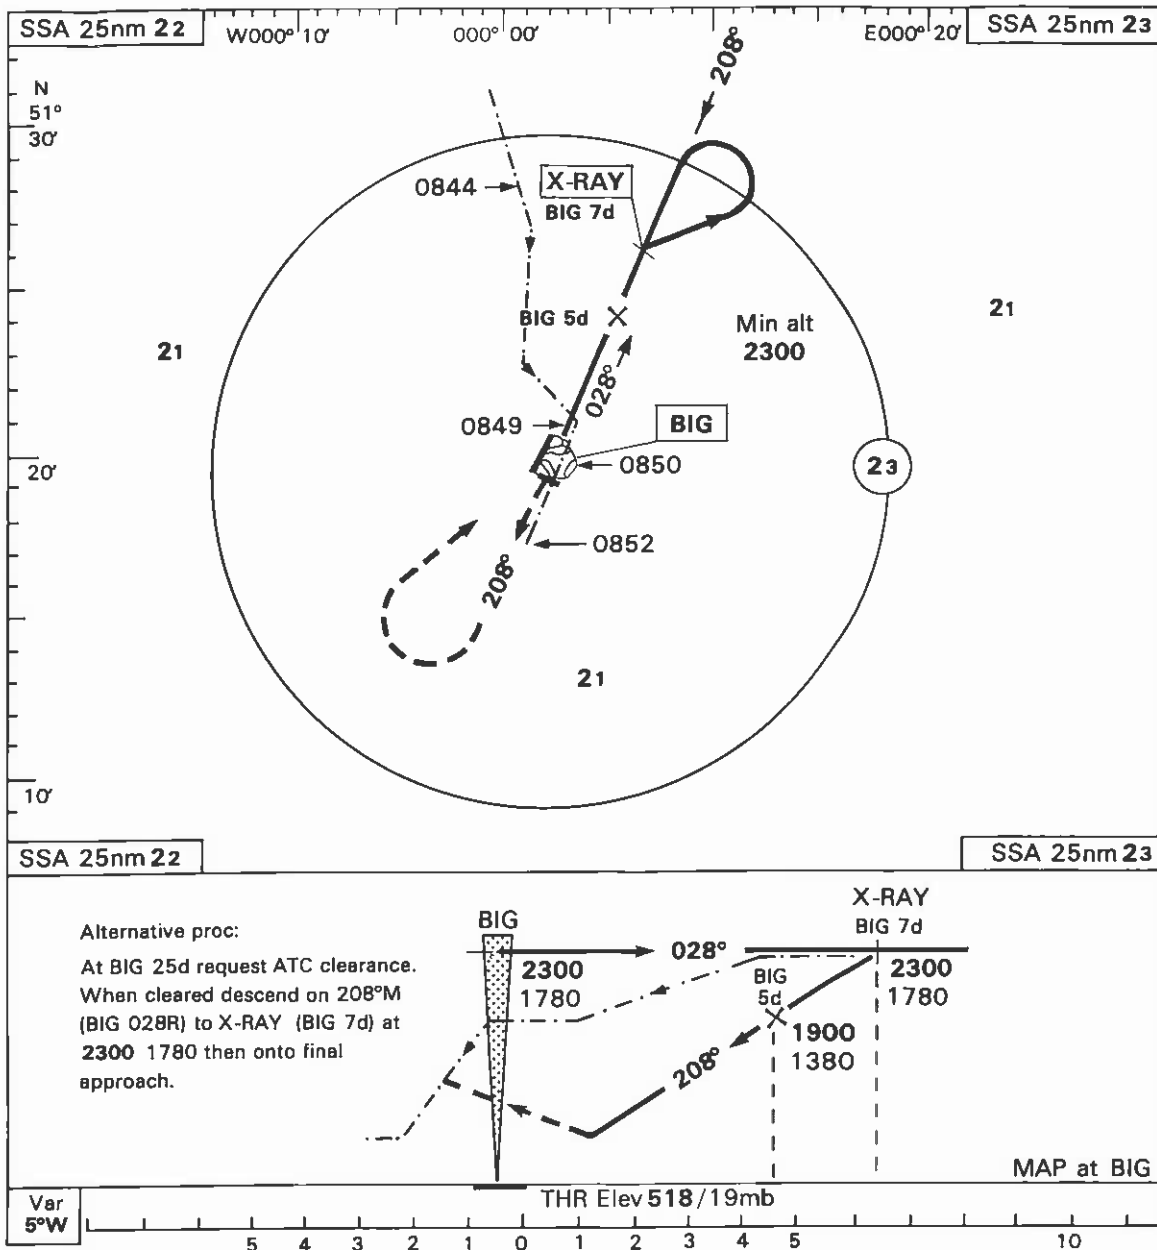 SSA 25nm 22
W000° 10′
000° 00′
E000° 20′
SSA 25nm 23
N
51°
30′
208°
0844
X-RAY
BIG 7d
BIG 5d
21
Min alt
2300
21
028°
0849
BIG
20′
0850
23
0852
208°
21
10′
SSA 25nm 22
SSA 25nm 23
Alternative proc:
At BIG 25d request ATC clearance.
When cleared descend on 208°M
(BIG 028R) to X-RAY (BIG 7d) at
2300 1780 then onto final
approach.
BIG
028°
2300
1780
X-RAY
BIG 7d
2300
1780
BIG
5d
1900
1380
208°
MAP at BIG
Var
5°W
THR Elev 518/19mb
5 4 3 2 1 0 1 2 3 4 5 10